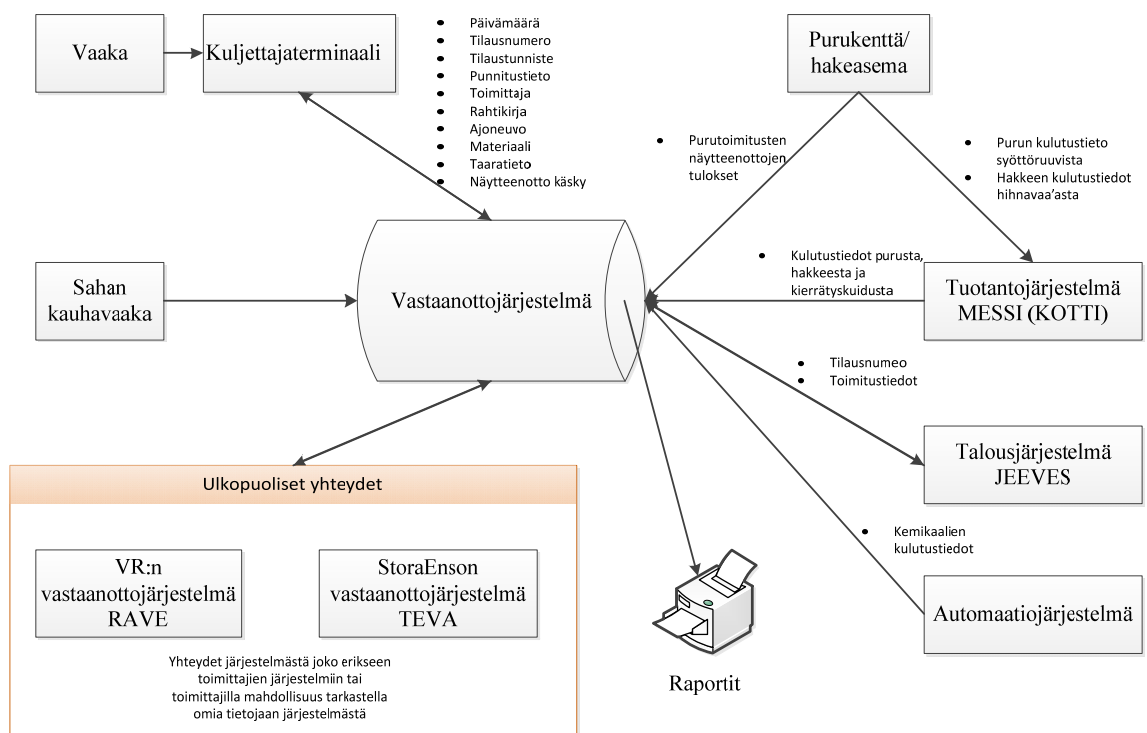 Vaaka
Kuljettajaterminaali
• Päivämäärä
• Tilausnumero
• Tilaustunniste
• Punnitustieto
• Toimittaja
• Rahtikirja
• Ajoneuvo
• Materiaali
• Taaratieto
• Näytteenotto käsky
Purukenttä/
hakeasema
• Purutoimitusten
näytteenottojen
tulokset
• Purun kulutustieto
syöttöruuvista
• Hakkeen kulutustiedot
hihnavaa'asta
Sahan
kauhavaaka
Vastaanottojärjestelmä
• Kulutustiedot purusta,
hakkeesta ja
kierrätyskuidusta
Tuotantojärjestelmä
MESSI (KOTTI)
• Tilausnumeo
• Toimitustiedot
Talousjärjestelmä
JEEVES
Ulkopuoliset yhteydet
VR:n
vastaanottojärjestelmä
RAVE
StoraEnson
vastaanottojärjestelmä
TEVA
Yhteydet järjestelmästä joko erikseen
toimittajien järjestelmiin tai
toimittajilla mahdollisuus tarkastella
omia tietojaan järjestelmästä
• Kemikaalien
kulutustiedot
Automaatiojärjestelmä
Raportit